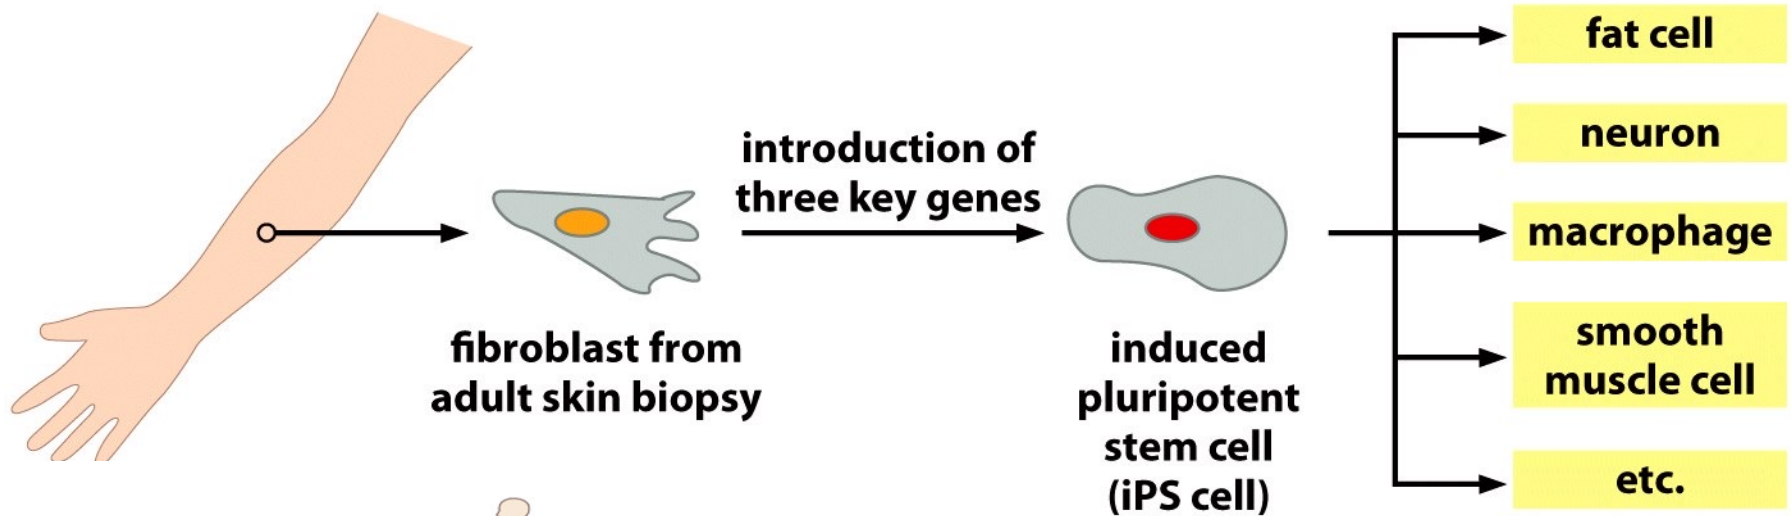 introduction of
three key genes
fibroblast from
adult skin biopsy
induced
pluripotent
stem cell
(iPS cell)
fat cell
neuron
macrophage
smooth
muscle cell
etc.